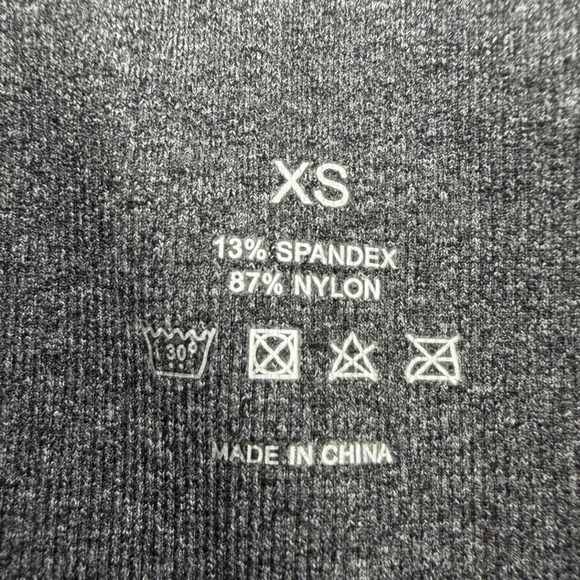 XS
13% SPANDEX
87% NYLON
30°
MADE IN CHINA